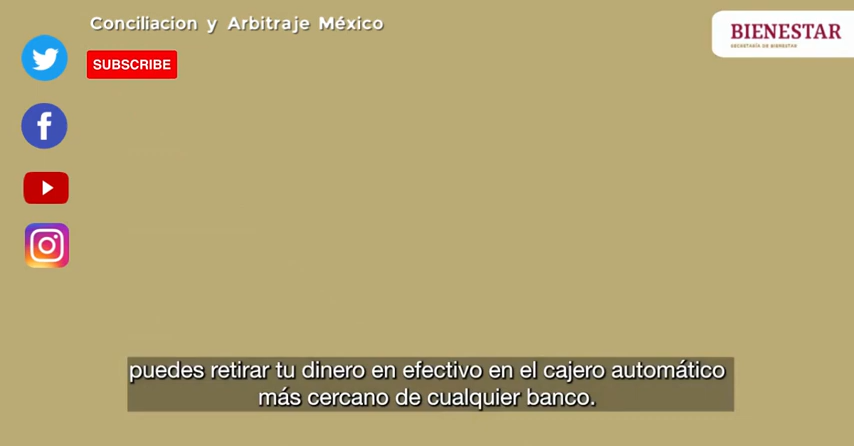 Conciliacion y Arbitraje México
BIENESTAR
SECRETARÍA DE BIENESTAR
SUBSCRIBE
puedes retirar tu dinero en efectivo en el cajero automático
más cercano de cualquier banco.